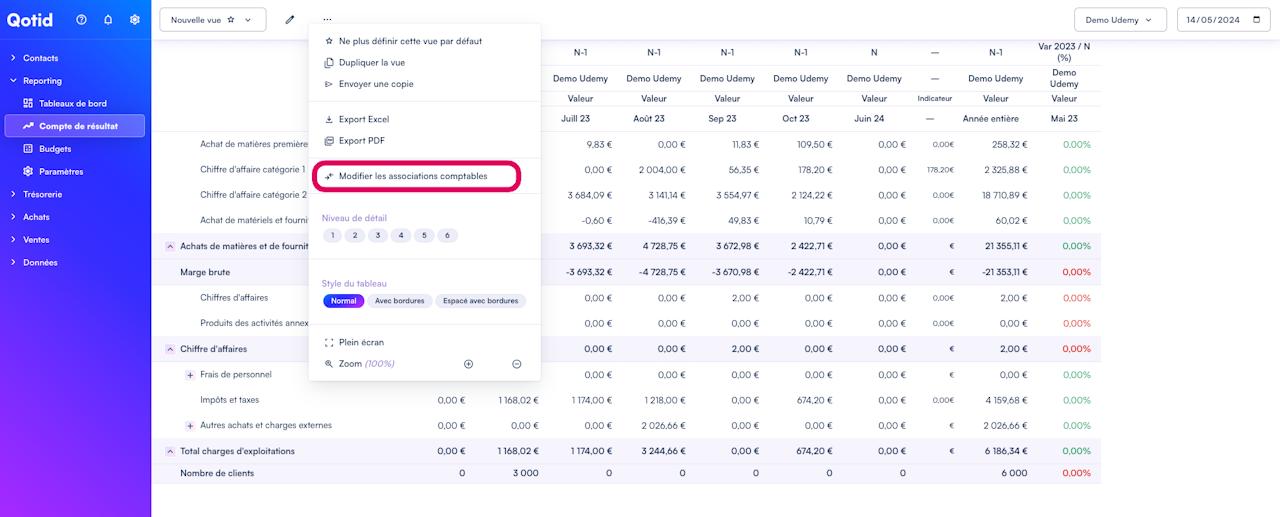 Qotid
Nouvelle vue
...
Demo Udemy
14/05/2024
Contacts
Reporting
Tableaux de bord
Compte de résultat
Budgets
Paramètres
Trésorerie
Achats
Ventes
Données
Ne plus définir cette vue par défaut
Dupliquer la vue
Envoyer une copie
Export Excel
Export PDF
Modifier les associations comptables
Niveau de détail
1 2 3 4 5 6
Style du tableau
Normal Avec bordures Espacé avec bordures
Plein écran
Zoom (100%)
N-1 N-1 N-1 N-1 N — N-1 Var 2023 / N (%)
Demo Udemy Demo Udemy Demo Udemy Demo Udemy Demo Udemy — Demo Udemy Demo Udemy
Valeur Valeur Valeur Valeur Valeur Indicateur Valeur Valeur
Juill 23 Août 23 Sep 23 Oct 23 Juin 24 — Année entière Mai 23
Achat de matières première 9,83 € 0,00 € 11,83 € 109,50 € 0,00 € 0,00€ 258,32 € 0,00%
Chiffre d'affaire catégorie 1 0,00 € 2 004,00 € 56,35 € 178,20 € 0,00 € 178,20€ 2 325,88 € 0,00%
Chiffre d'affaire catégorie 2 3 684,09 € 3 141,14 € 3 554,97 € 2 124,22 € 0,00 € 0,00€ 18 710,89 € 0,00%
Achat de matériels et fournit -0,60 € -416,39 € 49,83 € 10,79 € 0,00 € 0,00€ 60,02 € 0,00%
Achats de matières et de fournit 3 693,32 € 4 728,75 € 3 672,98 € 2 422,71 € 0,00 € € 21 355,11 € 0,00%
Marge brute -3 693,32 € -4 728,75 € -3 670,98 € -2 422,71 € 0,00 € € -21 353,11 € 0,00%
Chiffres d'affaires 0,00 € 0,00 € 2,00 € 0,00 € 0,00 € 0,00€ 2,00 € 0,00%
Produits des activités annex 0,00 € 0,00 € 0,00 € 0,00 € 0,00 € 0,00€ 0,00 € 0,00%
Chiffre d'affaires 0,00 € 0,00 € 2,00 € 0,00 € 0,00 € € 2,00 € 0,00%
Frais de personnel 0,00 € 0,00 € 0,00 € 0,00 € 0,00 € € 0,00 € 0,00%
Impôts et taxes 0,00 € 1 168,02 € 1 174,00 € 1 218,00 € 0,00 € 674,20 € 0,00 € 0,00€ 4 159,68 € 0,00%
Autres achats et charges externes 0,00 € 0,00 € 0,00 € 2 026,66 € 0,00 € 0,00 € 0,00 € € 2 026,66 € 0,00%
Total charges d'exploitations 0,00 € 1 168,02 € 1 174,00 € 3 244,66 € 0,00 € 674,20 € 0,00 € € 6 186,34 € 0,00%
Nombre de clients 0 3 000 0 0 0 0 0 6 000 0,00%